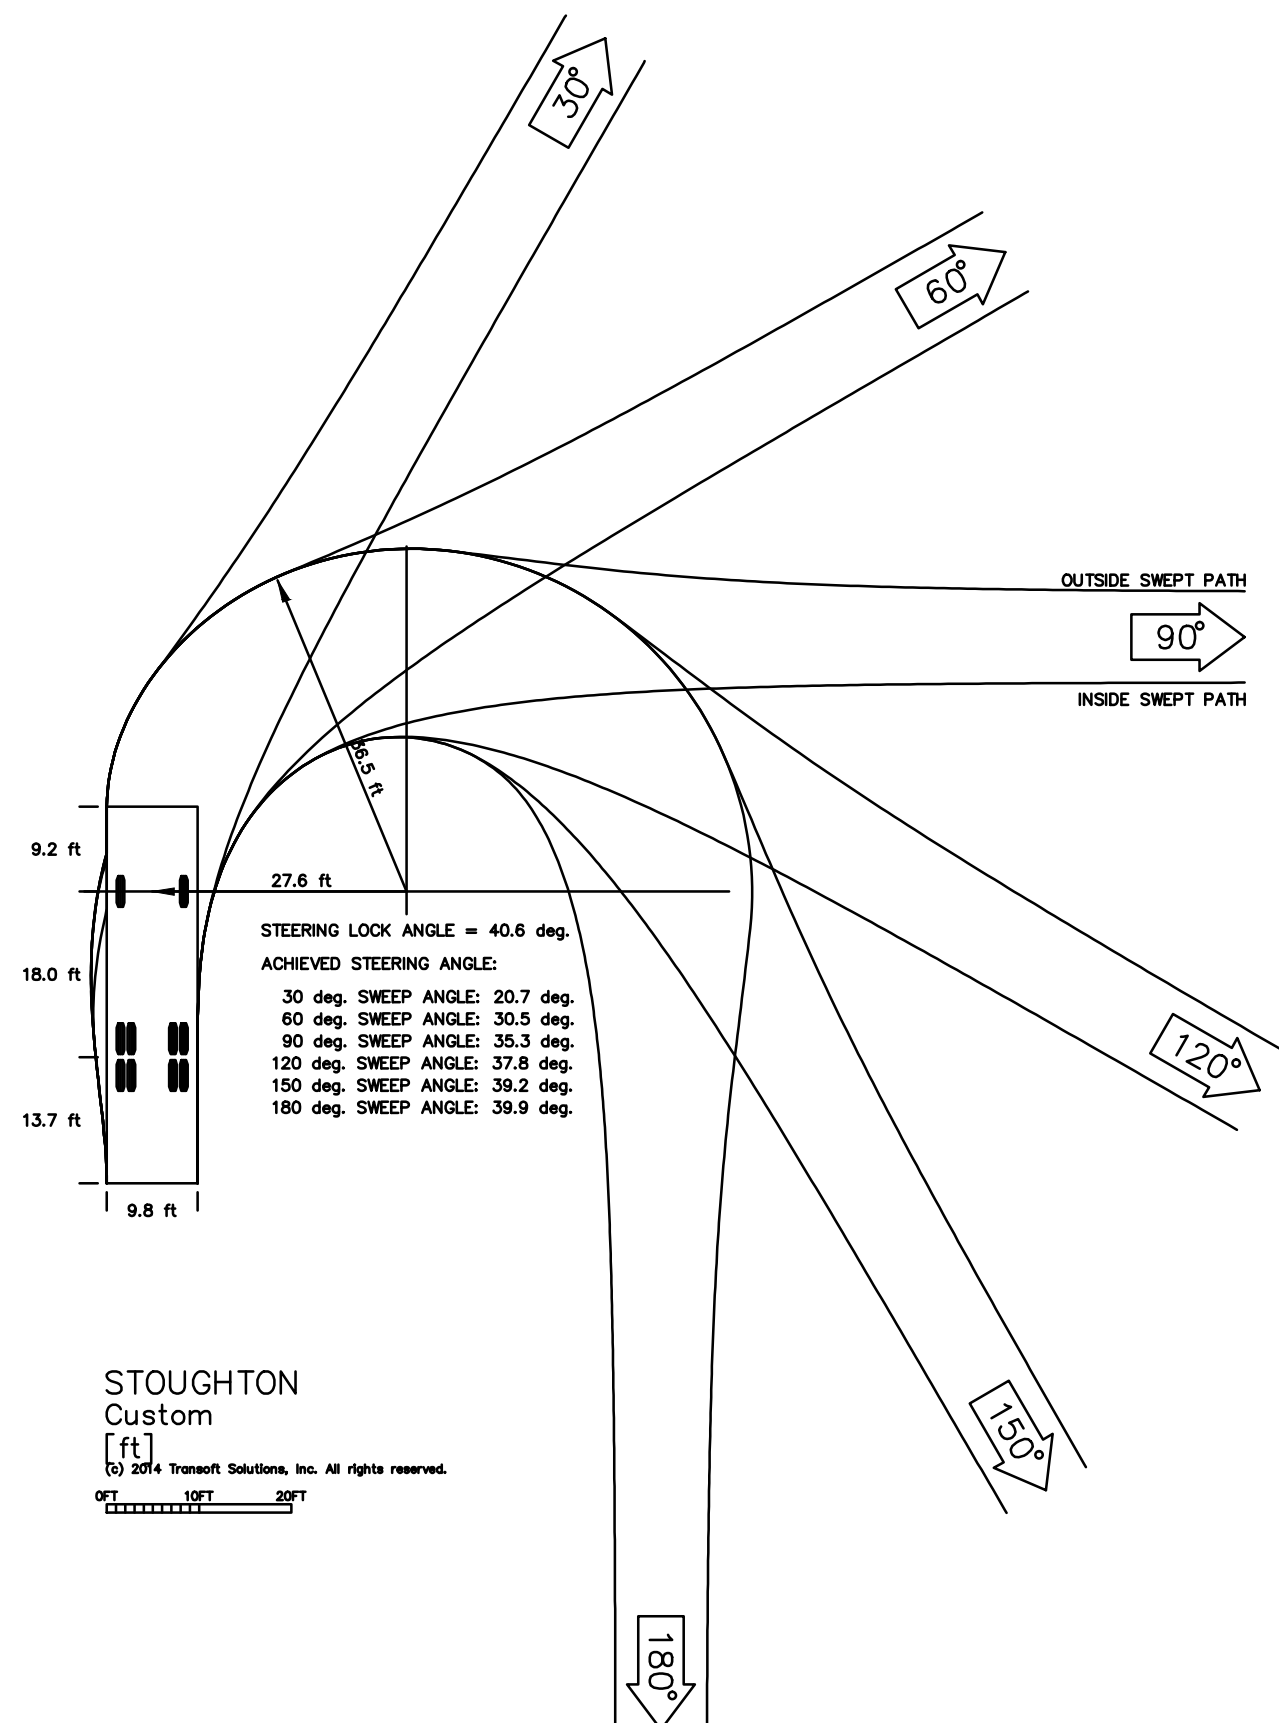 30°
60°
OUTSIDE SWEPT PATH
90°
INSIDE SWEPT PATH
36.5 ft
9.2 ft
27.6 ft
STEERING LOCK ANGLE = 40.6 deg.
18.0 ft
ACHIEVED STEERING ANGLE:
30 deg. SWEEP ANGLE: 20.7 deg.
60 deg. SWEEP ANGLE: 30.5 deg.
90 deg. SWEEP ANGLE: 35.3 deg.
120 deg. SWEEP ANGLE: 37.8 deg.
150 deg. SWEEP ANGLE: 39.2 deg.
180 deg. SWEEP ANGLE: 39.9 deg.
120°
13.7 ft
9.8 ft
STOUGHTON
Custom
[ft]
(c) 2014 Transoft Solutions, Inc. All rights reserved.
0FT 10FT 20FT
150°
180°